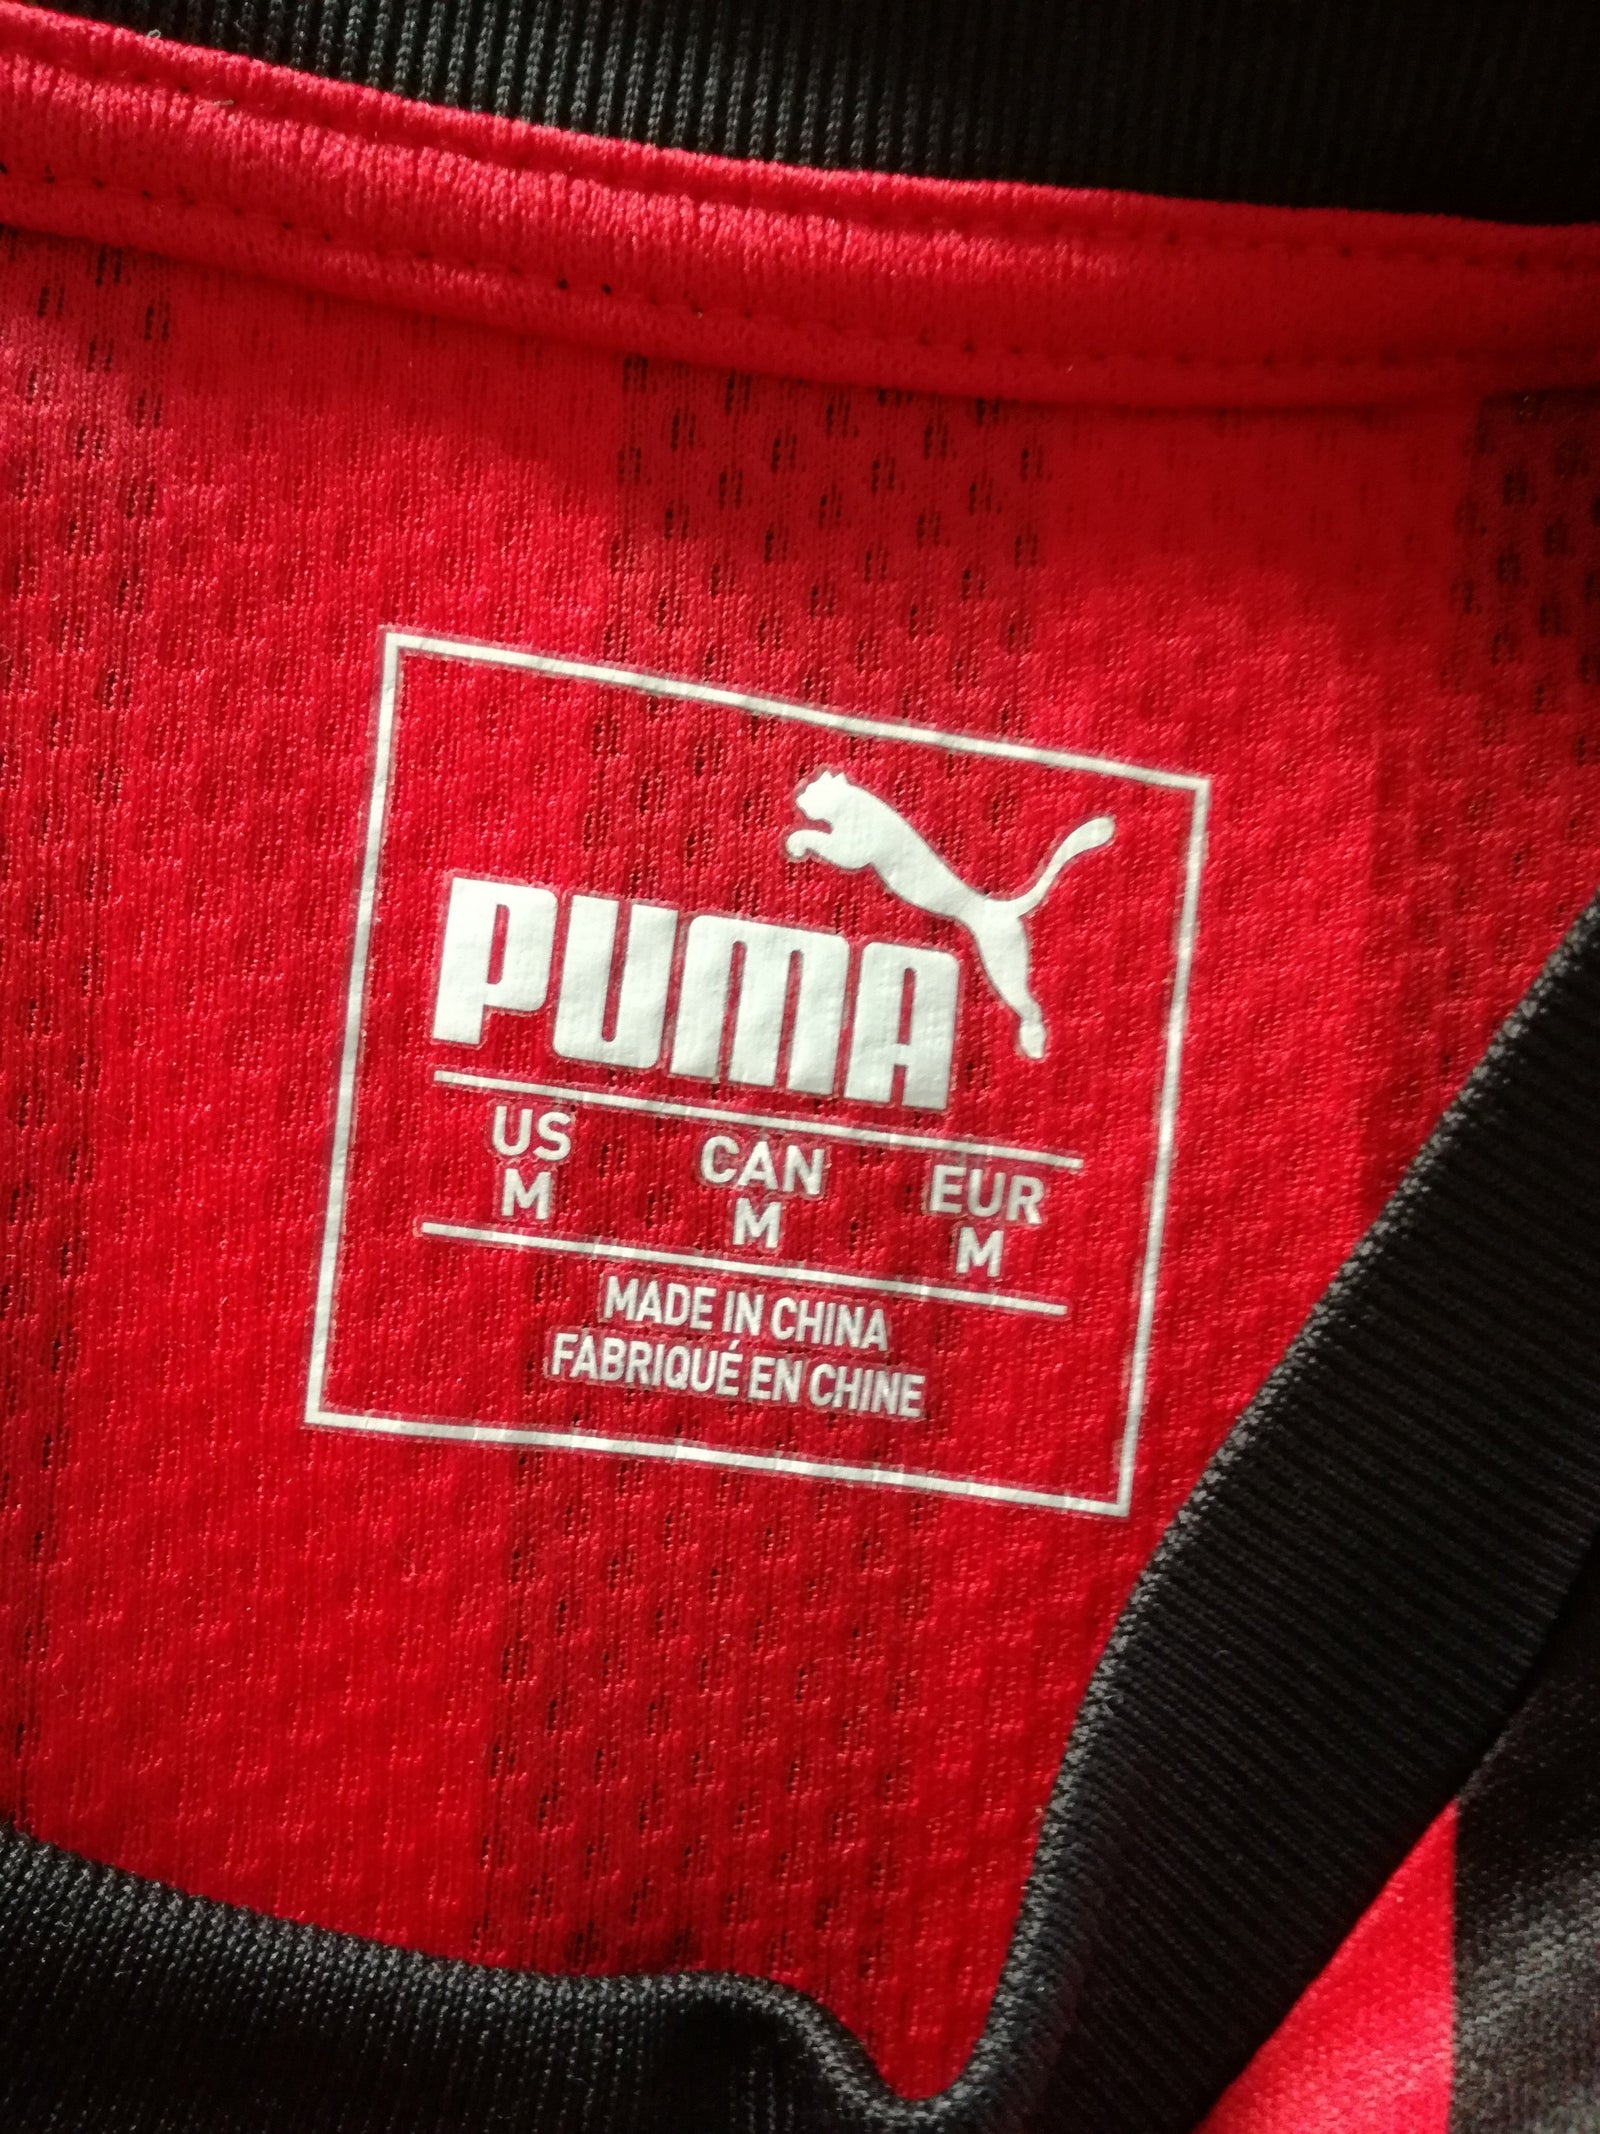 PUMA
US CAN EUR
M M M
MADE IN CHINA
FABRIQUÉ EN CHINE